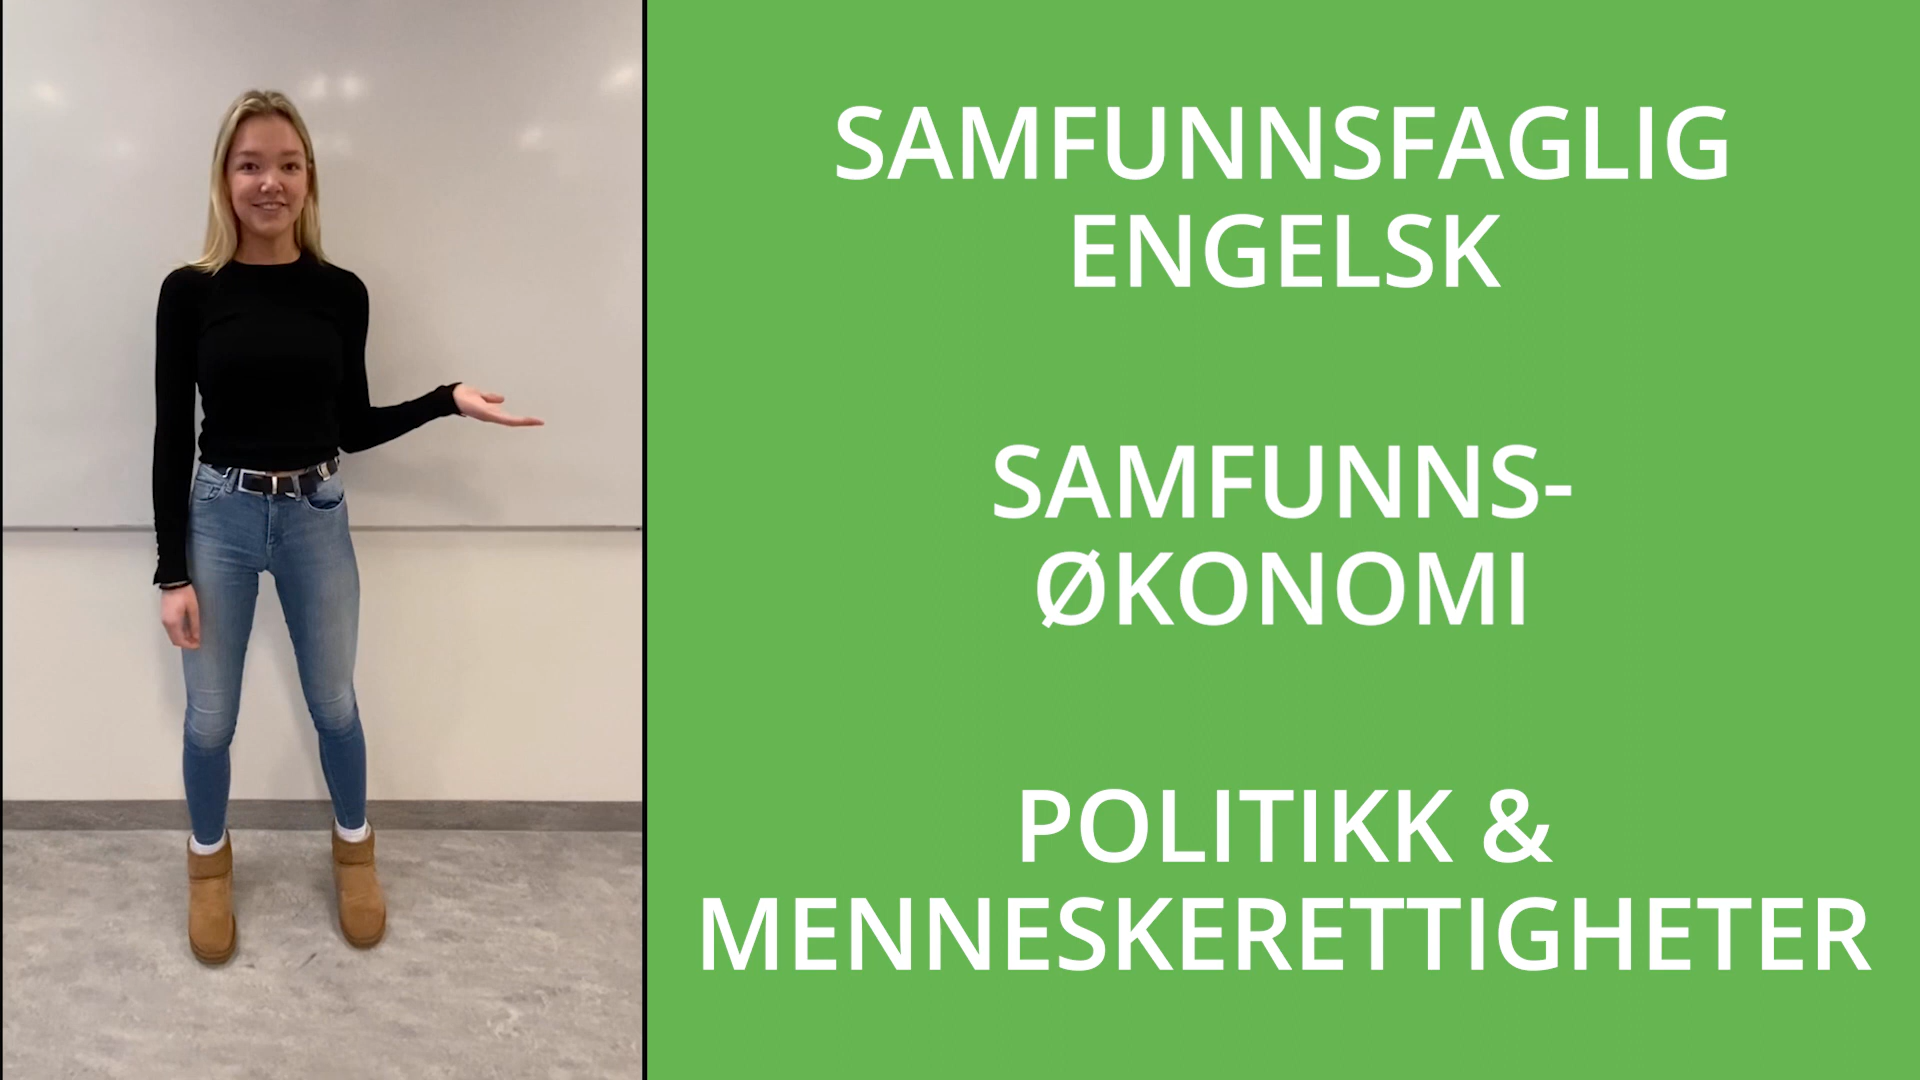 SAMFUNNSFAGLIG
ENGELSK
SAMFUNNS-
ØKONOMI
POLITIKK &
MENNESKERETTIGHETER